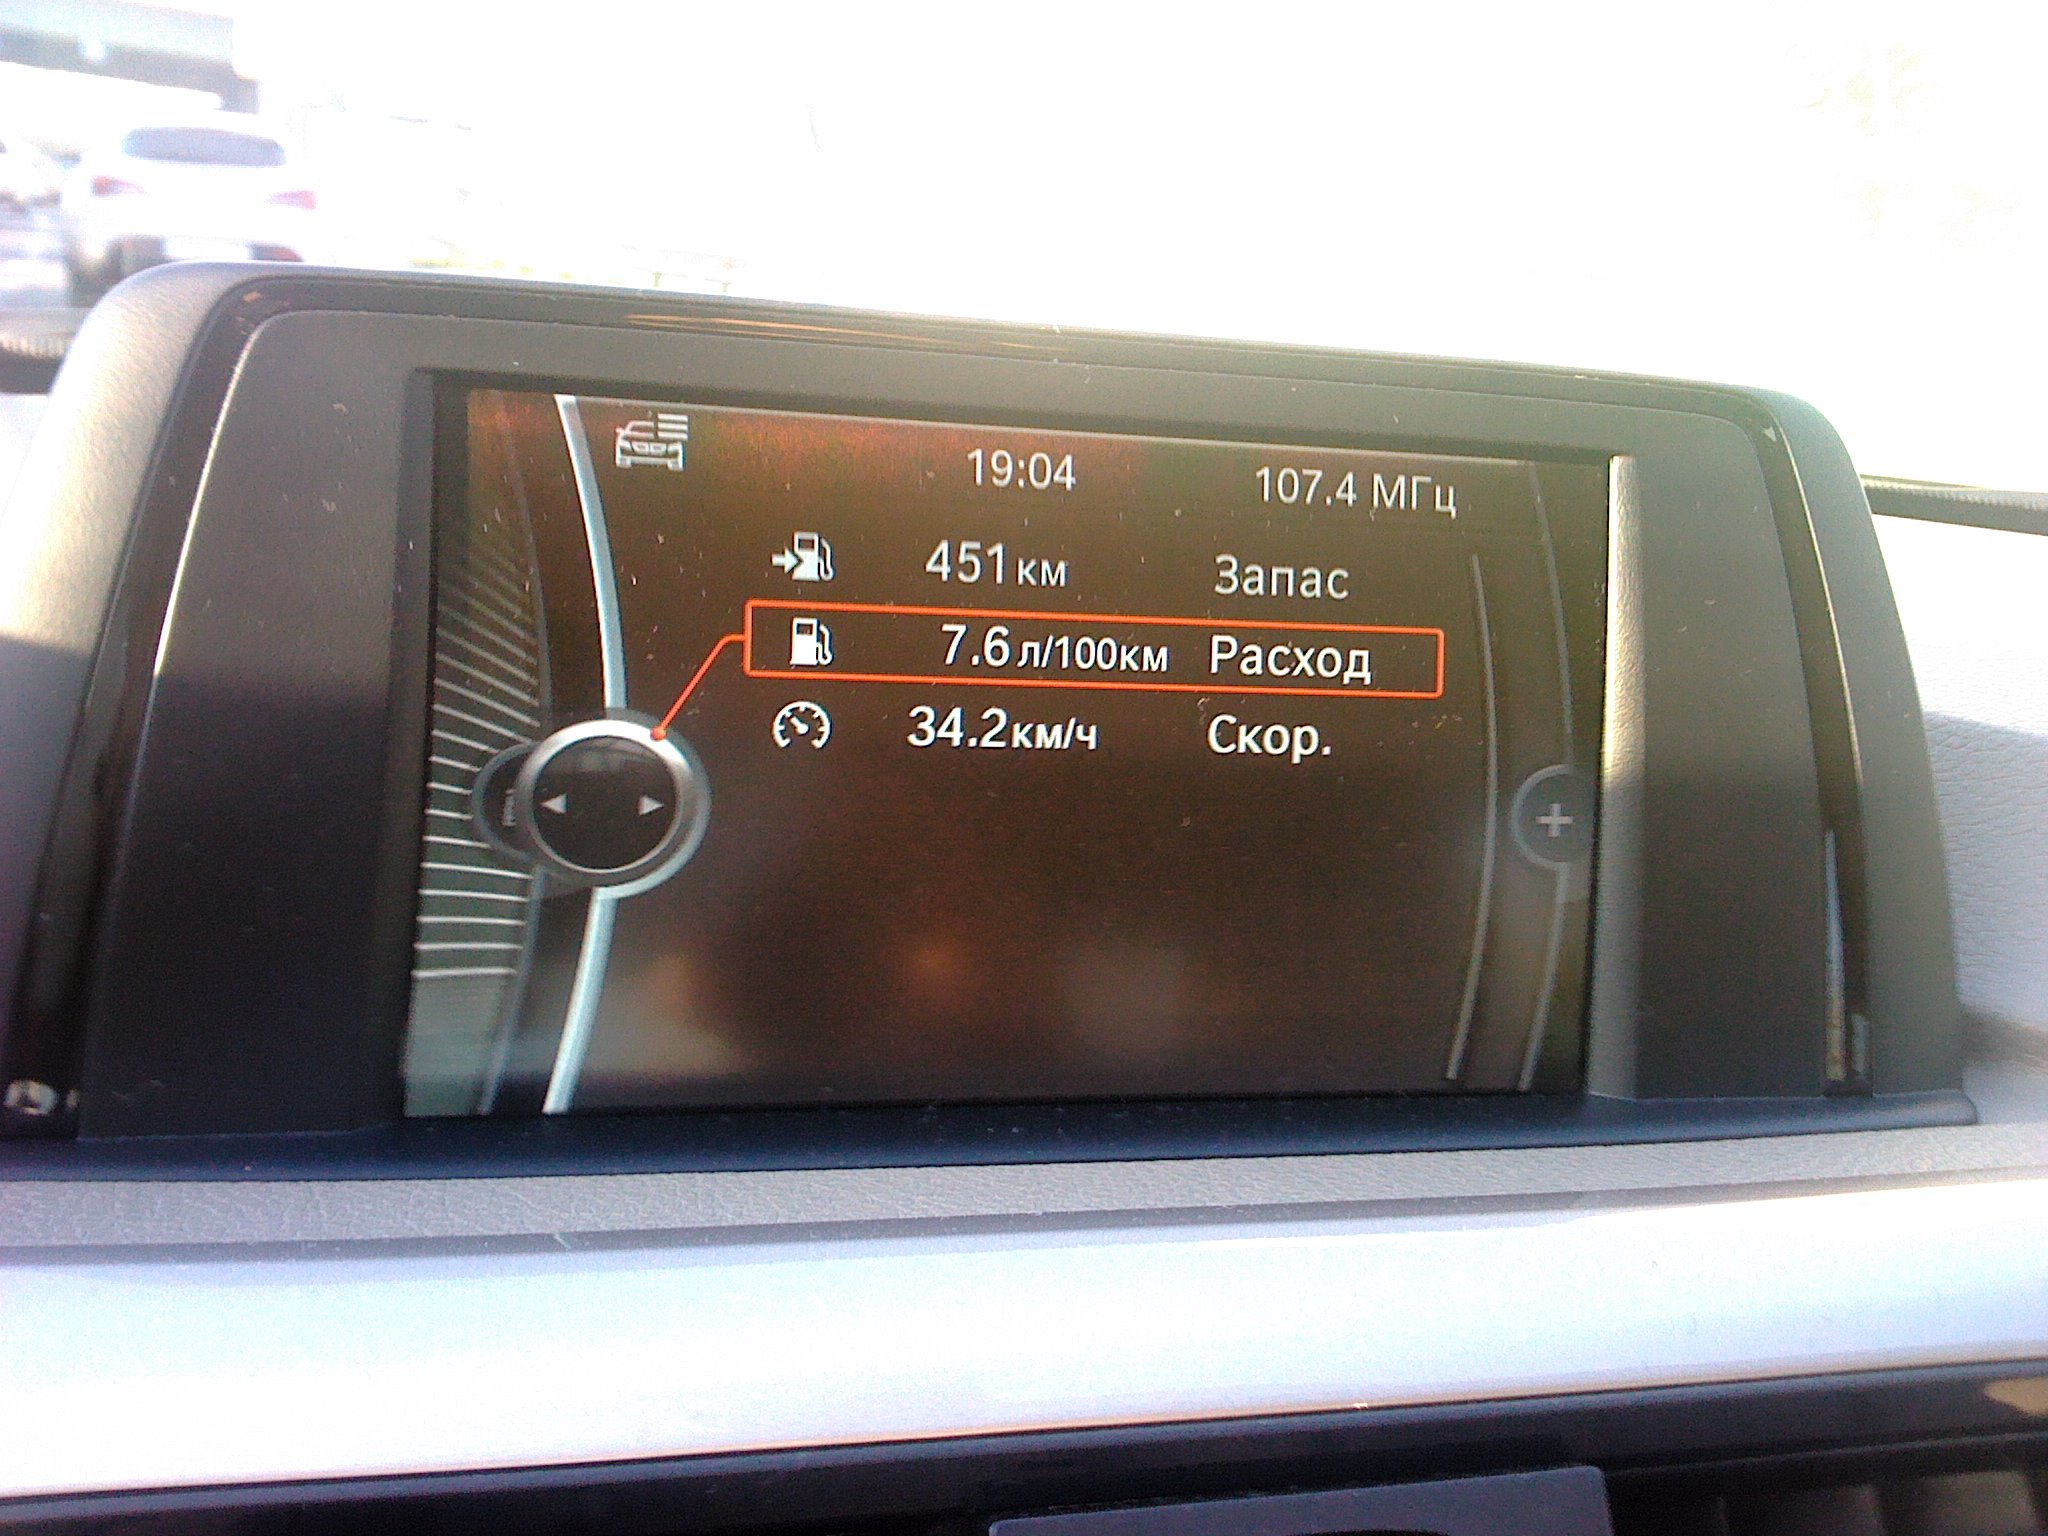 19:04 107.4 МГц
451 км Запас
7.6 л/100км Расход
34.2 км/ч Скор.